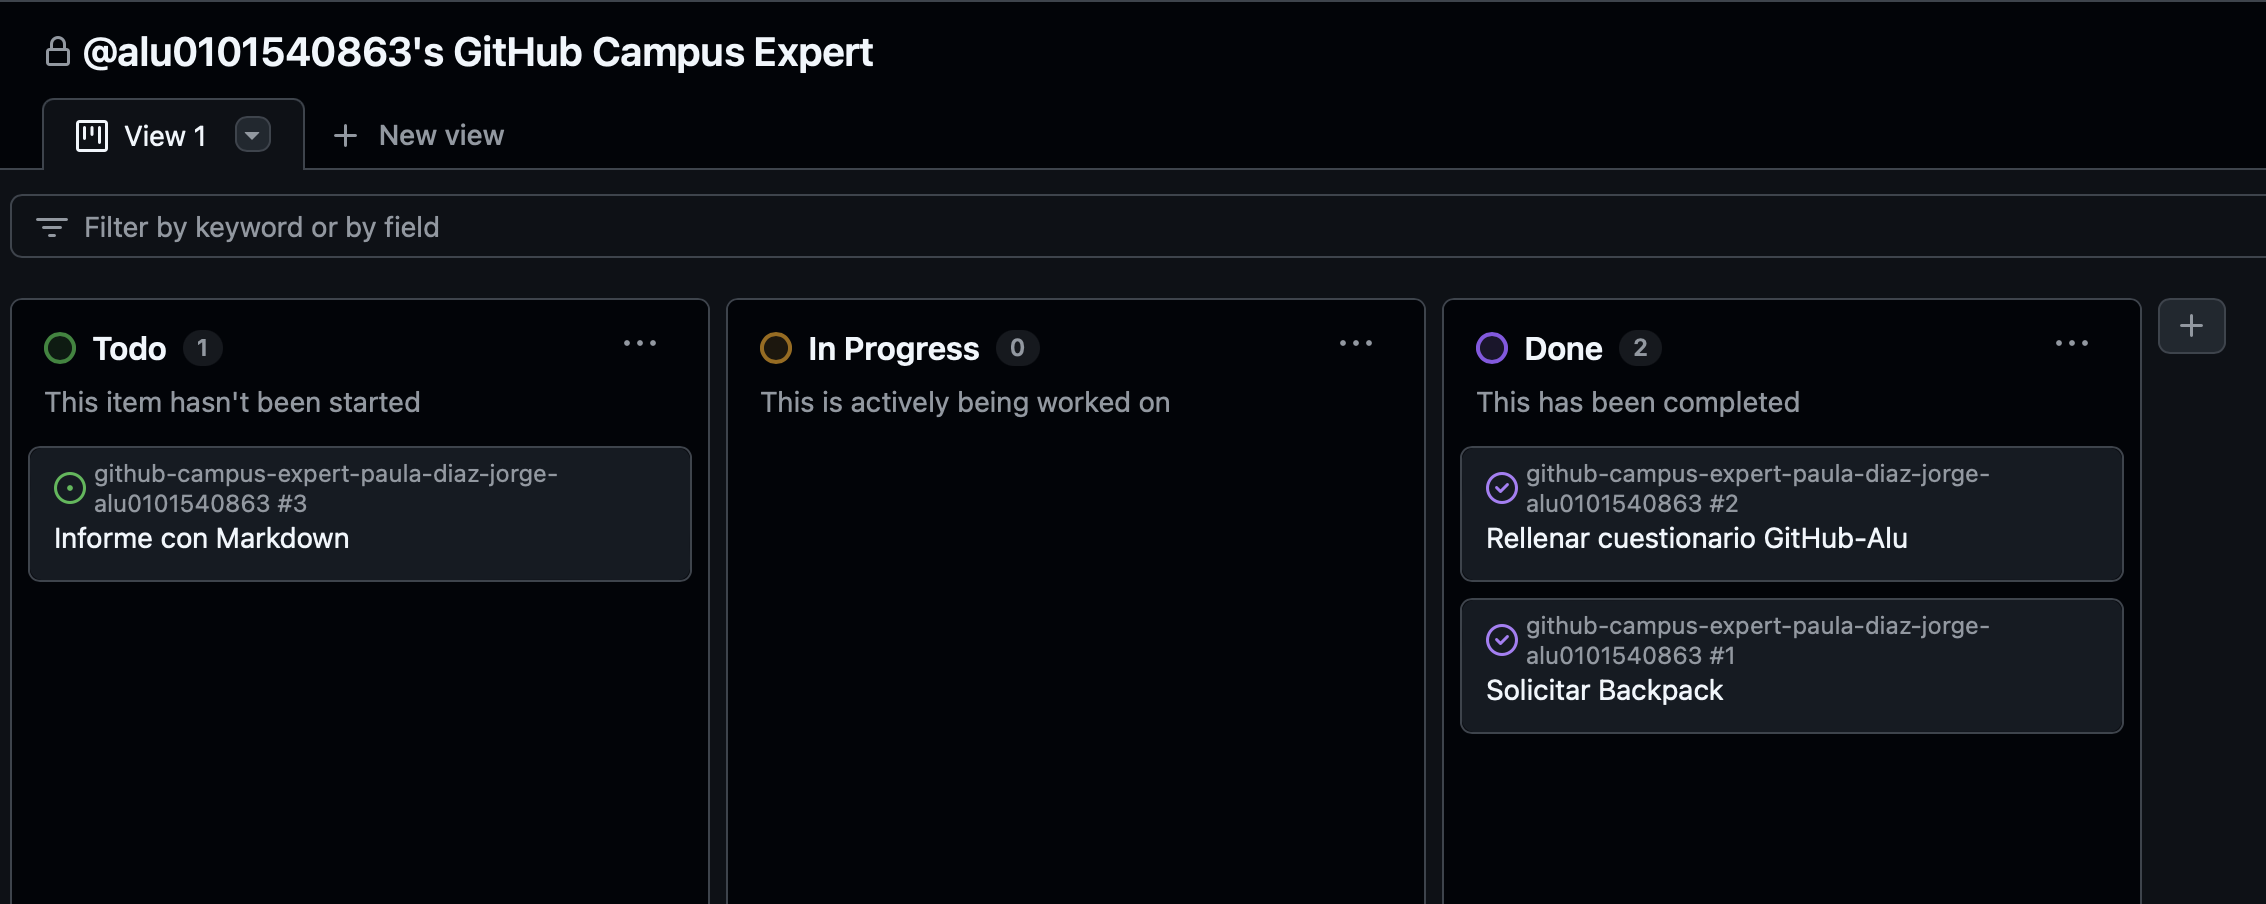 @alu0101540863's GitHub Campus Expert
View 1
New view
Filter by keyword or by field
Todo 1
This item hasn't been started
github-campus-expert-paula-diaz-jorge-
alu0101540863 #3
Informe con Markdown
In Progress 0
This is actively being worked on
Done 2
This has been completed
github-campus-expert-paula-diaz-jorge-
alu0101540863 #2
Rellenar cuestionario GitHub-Alu
github-campus-expert-paula-diaz-jorge-
alu0101540863 #1
Solicitar Backpack